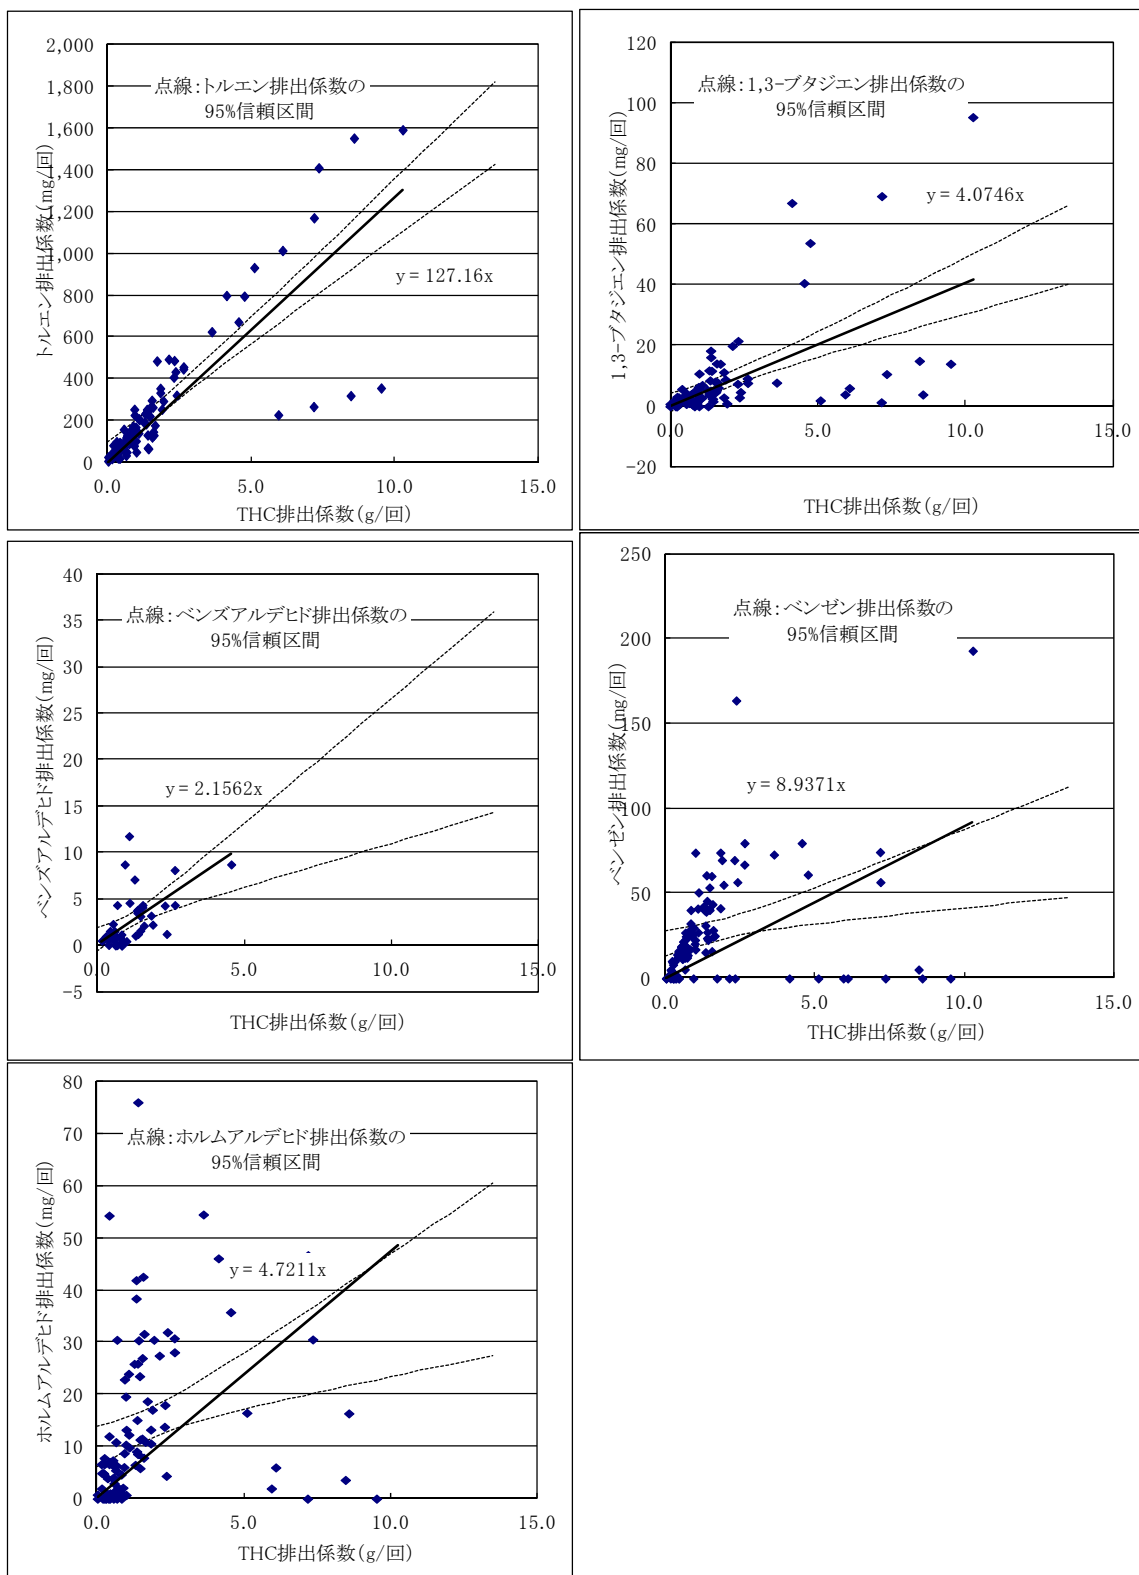 2,000
1,800
1,600
1,400
1,200
1,000
800
600
400
200
0
トルエン排出係数(mg/回)
点線:トルエン排出係数の
95%信頼区間
y = 127.16x
0.0 5.0 10.0 15.0
THC排出係数(g/回)
120
100
80
60
40
20
0
-20
1,3-ブタジエン排出係数(mg/回)
点線:1,3-ブタジエン排出係数の
95%信頼区間
y = 4.0746x
0.0 5.0 10.0 15.0
THC排出係数(g/回)
40
35
30
25
20
15
10
5
0
-5
ベンズアルデヒド排出係数(mg/回)
点線:ベンズアルデヒド排出係数の
95%信頼区間
y = 2.1562x
0.0 5.0 10.0 15.0
THC排出係数(g/回)
250
200
150
100
50
0
ベンゼン排出係数(mg/回)
点線:ベンゼン排出係数の
95%信頼区間
y = 8.9371x
0.0 5.0 10.0 15.0
THC排出係数(g/回)
80
70
60
50
40
30
20
10
0
ホルムアルデヒド排出係数(mg/回)
点線:ホルムアルデヒド排出係数の
95%信頼区間
y = 4.7211x
0.0 5.0 10.0 15.0
THC排出係数(g/回)